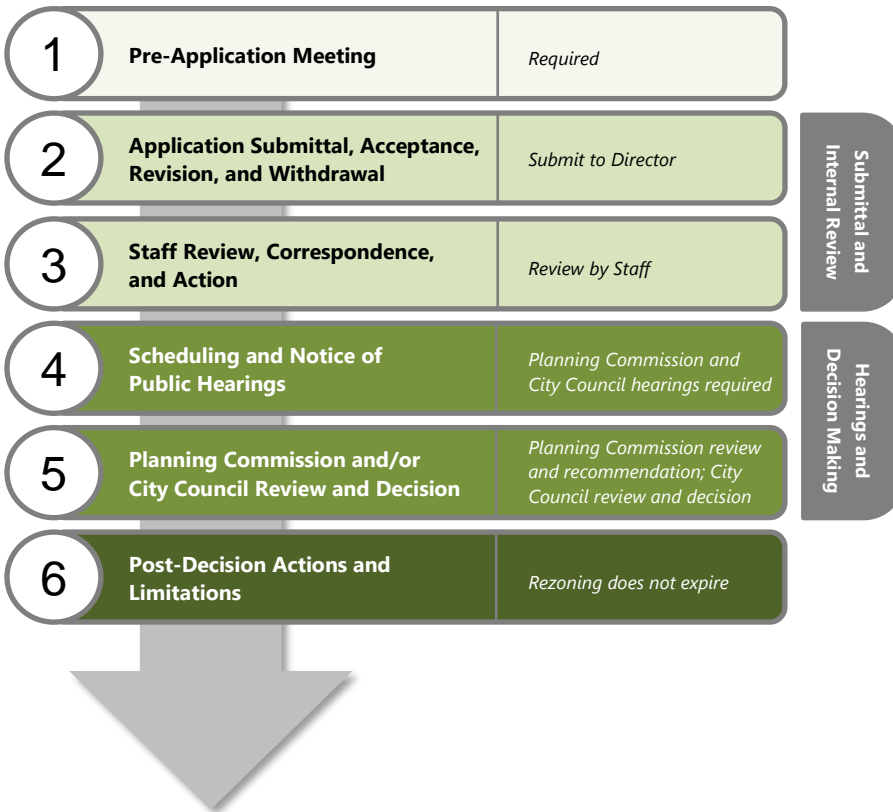 1
Pre-Application Meeting
Required
2
Application Submittal, Acceptance,
Revision, and Withdrawal
Submit to Director
3
Staff Review, Correspondence,
and Action
Review by Staff
Submittal and
Internal Review
4
Scheduling and Notice of
Public Hearings
Planning Commission and
City Council hearings required
5
Planning Commission and/or
City Council Review and Decision
Planning Commission review
and recommendation; City
Council review and decision
Hearings and
Decision Making
6
Post-Decision Actions and
Limitations
Rezoning does not expire